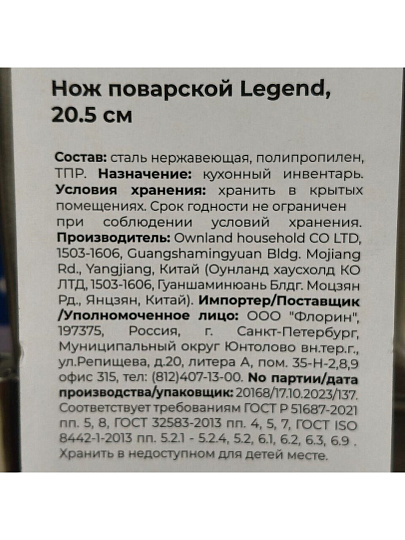 Нож поварской Legend,
20.5 см
Состав: сталь нержавеющая, полипропилен,
ТПР. Назначение: кухонный инвентарь.
Условия хранения: хранить в крытых
помещениях. Срок годности не ограничен
при соблюдении условий хранения.
Производитель: Ownland household CO LTD,
1503-1606, Guangshamingyuan Bldg. Mojiang
Rd., Yangjiang, Китай (Оунланд хаусхолд КО
ЛТД, 1503-1606, Гуаншаминюань Блдг. Моцзян
Рд., Янцзян, Китай). Импортер/Поставщик
/Уполномоченное лицо: ООО "Флорин",
197375, Россия, г. Санкт-Петербург,
Муниципальный округ Юнтолово вн.тер.г.,
ул.Репищева, д.20, литера А, пом. 35-Н-2,8,9
офис 315, тел: (812)407-13-00. No партии/дата
производства/упаковщик: 20168/17.10.2023/137.
Соответствует требованиям ГОСТ Р 51687-2021
пп. 5, 8, ГОСТ 32583-2013 пп. 4, 5, 7, ГОСТ ISO
8442-1-2013 пп. 5.2.1 - 5.2.4, 5.2, 6.1, 6.2, 6.3, 6.9 .
Хранить в недоступном для детей месте.